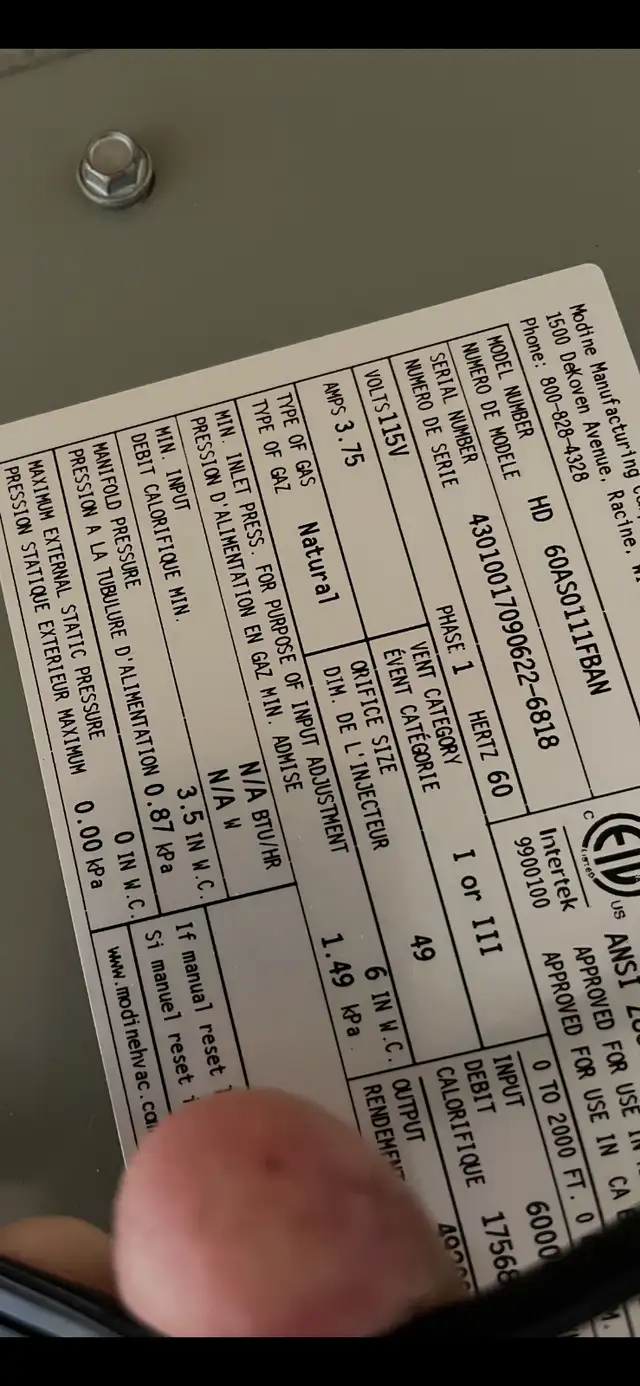 Modine Manufacturing
1500 DeKoven Avenue, Racine,
Phone: 800-828-4328
MODEL NUMBER
NUMERO DE MODELE HD 60AS0111FBAN
SERIAL NUMBER
NUMERO DE SERIE 43010017090622-6818
VOLTS 115V PHASE 1 HERTZ 60
AMPS 3.75 VENT CATEGORY
ÉVENT CATÉGORIE I or III
TYPE OF GAS
TYPE OF GAZ Natural
ORIFICE SIZE
DIM. DE L'INJECTEUR 49
MIN. INLET PRESS. FOR PURPOSE OF INPUT ADJUSTMENT 6 IN W.C.
PRESSION D'ALIMENTATION EN GAZ MIN. ADMISE 1.49 kPa
MIN. INPUT N/A BTU/HR
DEBIT CALORIFIQUE MIN. N/A W
MANIFOLD PRESSURE 3.5 IN W.C.
PRESSION A LA TUBULURE D'ALIMENTATION 0.87 kPa
MAXIMUM EXTERNAL STATIC PRESSURE 0 IN W.C.
PRESSION STATIQUE EXTERIEUR MAXIMUM 0.00 kPa
C US
LISTED
Intertek
9900100
ANSI
APPROVED FOR USE IN
APPROVED FOR USE IN CA
0 TO 2000 FT.
INPUT
DEBIT
CALORIFIQUE
OUTPUT
If manual reset
Si manuel reset